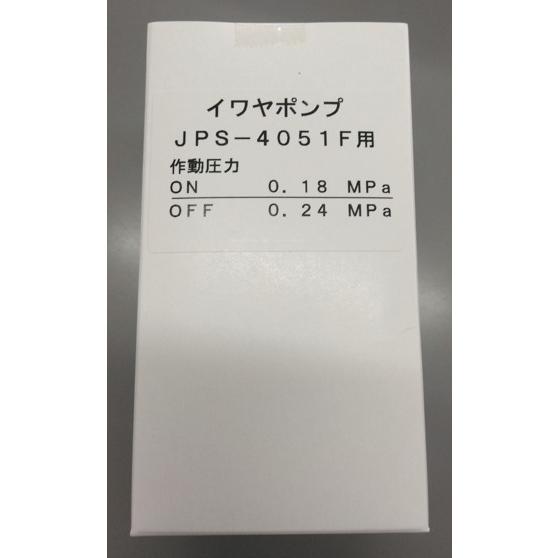 イワヤポンプ
ＪＰＳ－４０５１Ｆ用
作動圧力
ＯＮ　０．１８　ＭＰa
ＯＦＦ　０．２４　ＭＰa